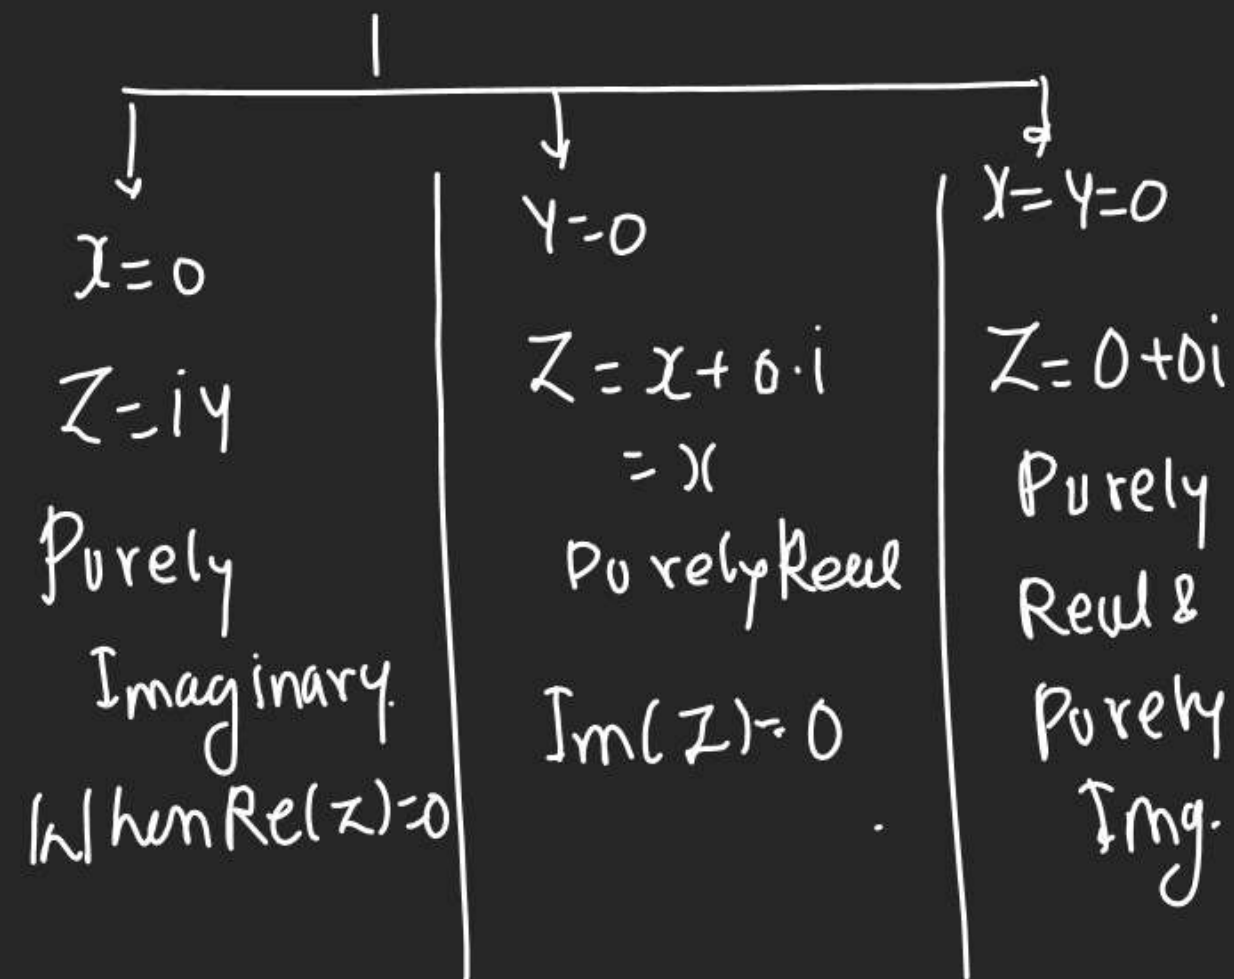 x=0
Z=iy
Purely
Imaginary.
When Re(z)=0
Y=0
Z=x+0.i
=x
Purely Real
Im(Z)=0
X=Y=0
Z=0+0i
Purely
Real &
Purely
Img.